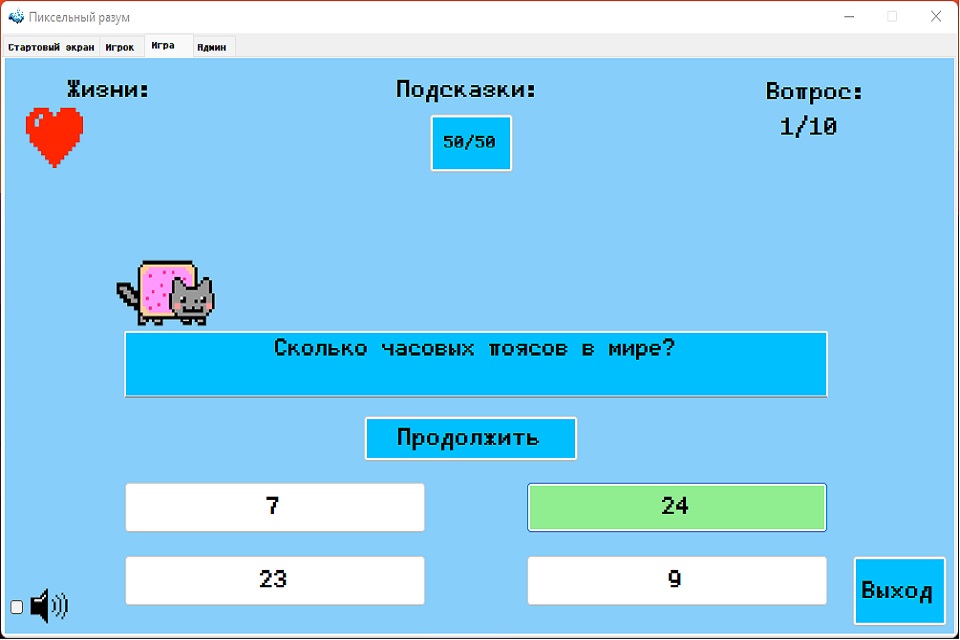 Пиксельный разум
Стартовый экран Игрок Игра Админ
Жизни: Подсказки: Вопрос:
50/50 1/10
Сколько часовых поясов в мире?
Продолжить
7 24
23 9
Выход